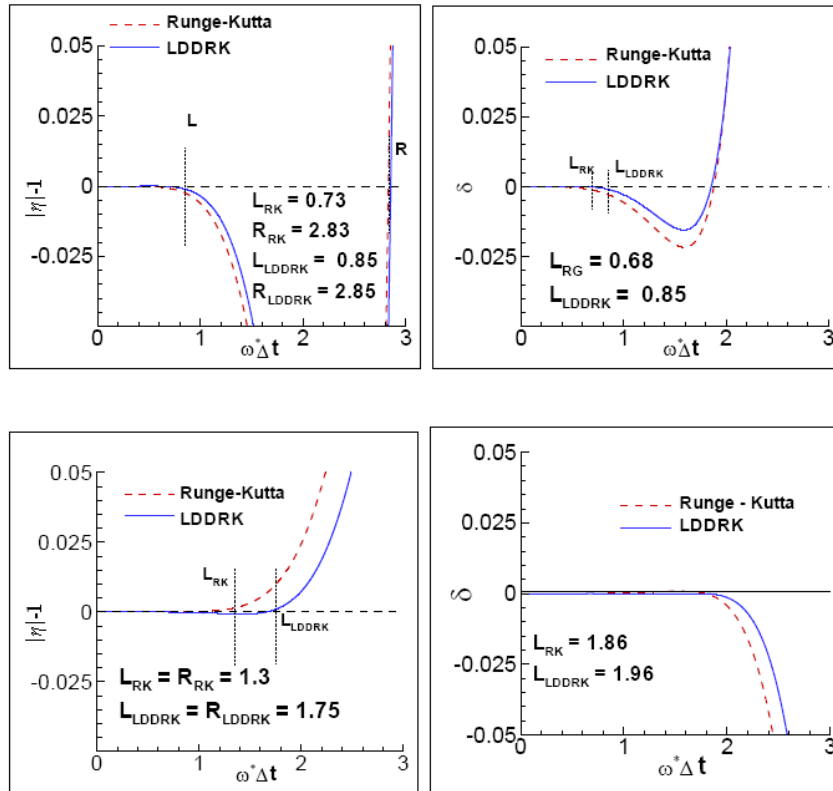 0.05
Runge-Kutta
LDDRK
0.025
L
|η|-1
0
R
L_RK = 0.73
R_RK = 2.83
L_LDDRK = 0.85
R_LDDRK = 2.85
-0.025
0 1 2 3
ω*Δt
0.05
Runge-Kutta
LDDRK
0.025
L_RK
L_LDDRK
δ
0
-0.025
L_RG = 0.68
L_LDDRK = 0.85
0 1 2 3
ω*Δt
0.05
Runge-Kutta
LDDRK
0.025
L_RK
|η|-1
0
L_LDDRK
-0.025
L_RK = R_RK = 1.3
L_LDDRK = R_LDDRK = 1.75
0 1 2 3
ω*Δt
0.05
Runge - Kutta
LDDRK
0.025
δ
0
L_RK = 1.86
-0.025
L_LDDRK = 1.96
-0.05
0 1 2 3
ω*Δt